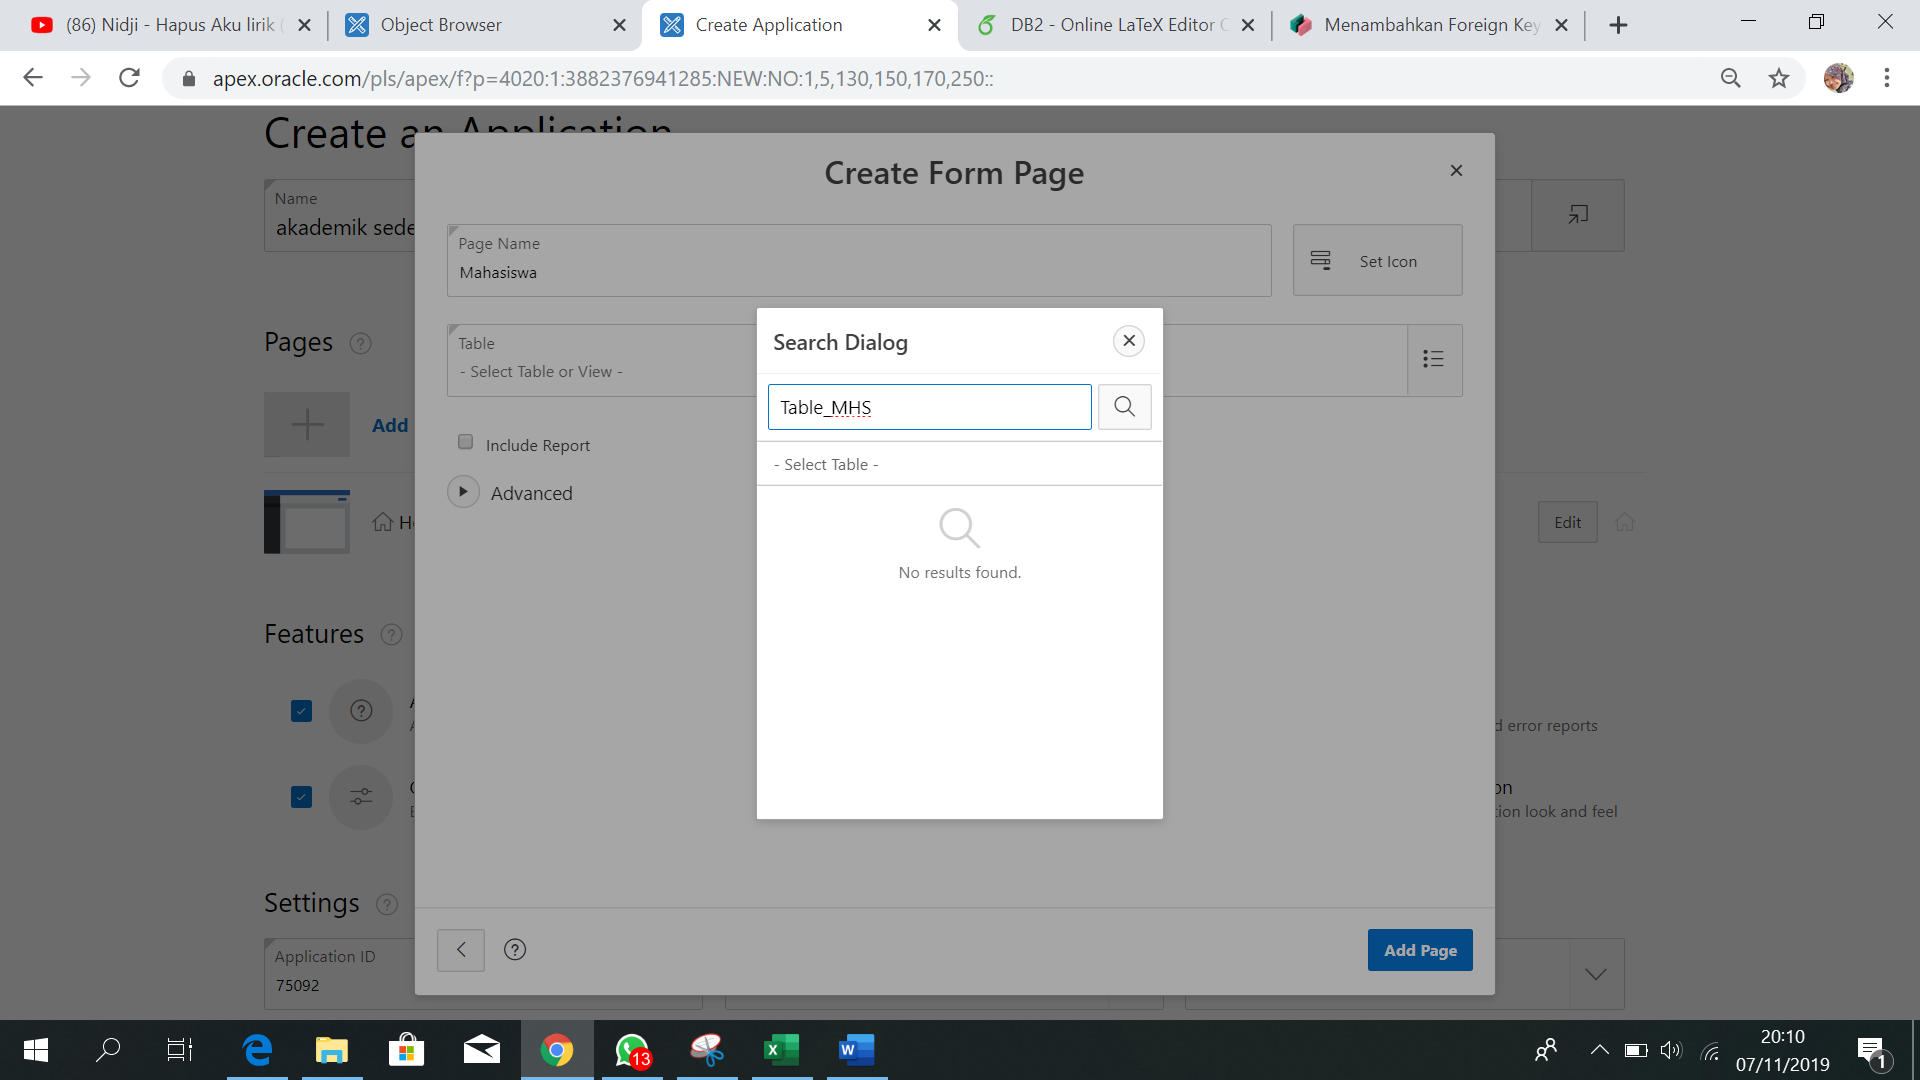 (86) Nidji - Hapus Aku lirik (
Object Browser
Create Application
DB2 - Online LaTeX Editor
Menambahkan Foreign Key
apex.oracle.com/pls/apex/f?p=4020:1:3882376941285:NEW:NO:1,5,130,150,170,250::
Create an Application
Name
akademik sede
Create Form Page
Page Name
Mahasiswa
Set Icon
Table
- Select Table or View -
Search Dialog
Table_MHS
- Select Table -
No results found.
Include Report
Advanced
Pages
Add
Edit
Features
d error reports
on
ion look and feel
Settings
Application ID
75092
Add Page
13
20:10
07/11/2019
1